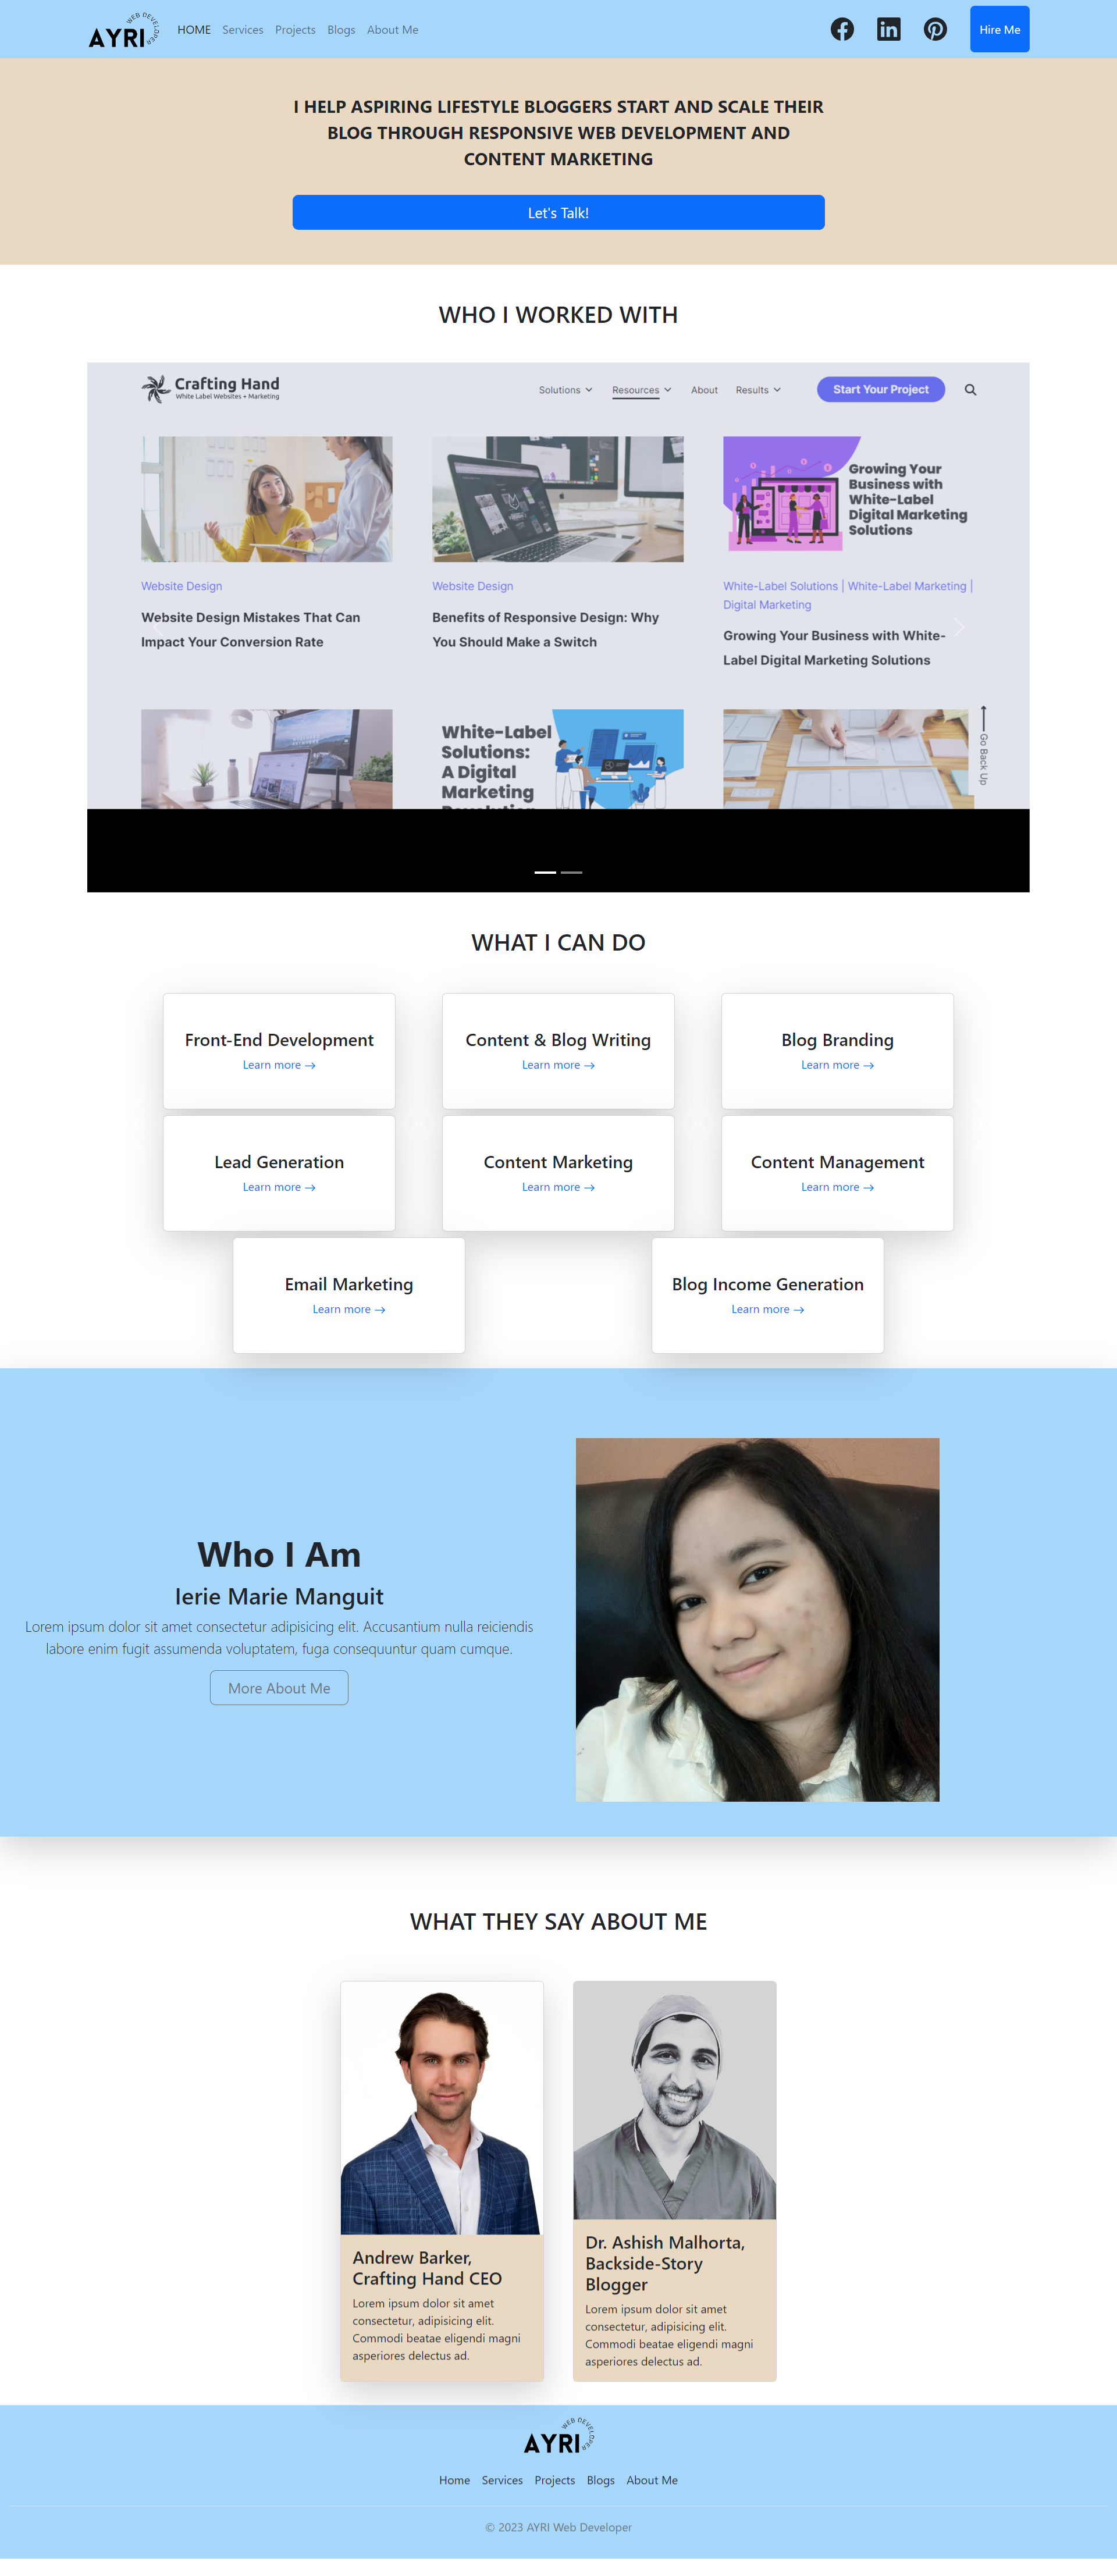 AYRI
WEB DEVELOPER
HOME Services Projects Blogs About Me
Hire Me
I HELP ASPIRING LIFESTYLE BLOGGERS START AND SCALE THEIR
BLOG THROUGH RESPONSIVE WEB DEVELOPMENT AND
CONTENT MARKETING
Let's Talk!
WHO I WORKED WITH
Crafting Hand
White Label Websites + Marketing
Solutions Resources About Results Start Your Project
Growing Your
Business with
White-Label
Digital Marketing
Solutions
Website Design
Website Design Mistakes That Can
Impact Your Conversion Rate
Website Design
Benefits of Responsive Design: Why
You Should Make a Switch
White-Label Solutions | White-Label Marketing |
Digital Marketing
Growing Your Business with White-
Label Digital Marketing Solutions
White-Label
Solutions:
A Digital
Marketing
Revolution
Go Back Up
WHAT I CAN DO
Front-End Development
Learn more →
Content & Blog Writing
Learn more →
Blog Branding
Learn more →
Lead Generation
Learn more →
Content Marketing
Learn more →
Content Management
Learn more →
Email Marketing
Learn more →
Blog Income Generation
Learn more →
Who I Am
Ierie Marie Manguit
Lorem ipsum dolor sit amet consectetur adipisicing elit. Accusantium nulla reiciendis
labore enim fugit assumenda voluptatem, fuga consequuntur quam cumque.
More About Me
WHAT THEY SAY ABOUT ME
Andrew Barker,
Crafting Hand CEO
Lorem ipsum dolor sit amet
consectetur, adipisicing elit.
Commodi beatae eligendi magni
asperiores delectus ad.
Dr. Ashish Malhorta,
Backside-Story
Blogger
Lorem ipsum dolor sit amet
consectetur, adipisicing elit.
Commodi beatae eligendi magni
asperiores delectus ad.
AYRI
WEB DEVELOPER
Home Services Projects Blogs About Me
© 2023 AYRI Web Developer